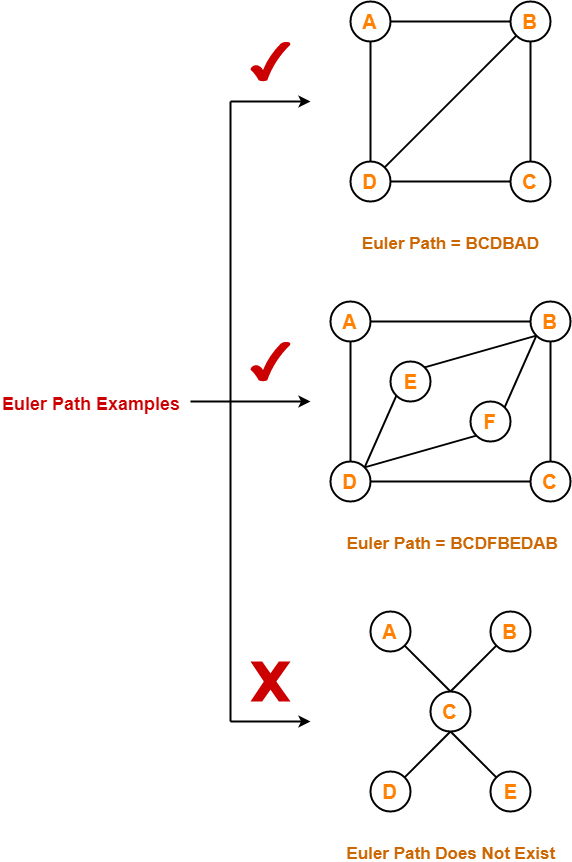 A B
D C
Euler Path = BCDBAD
A B
E
F
D C
Euler Path = BCDFBEDAB
Euler Path Examples
A B
C
D E
Euler Path Does Not Exist